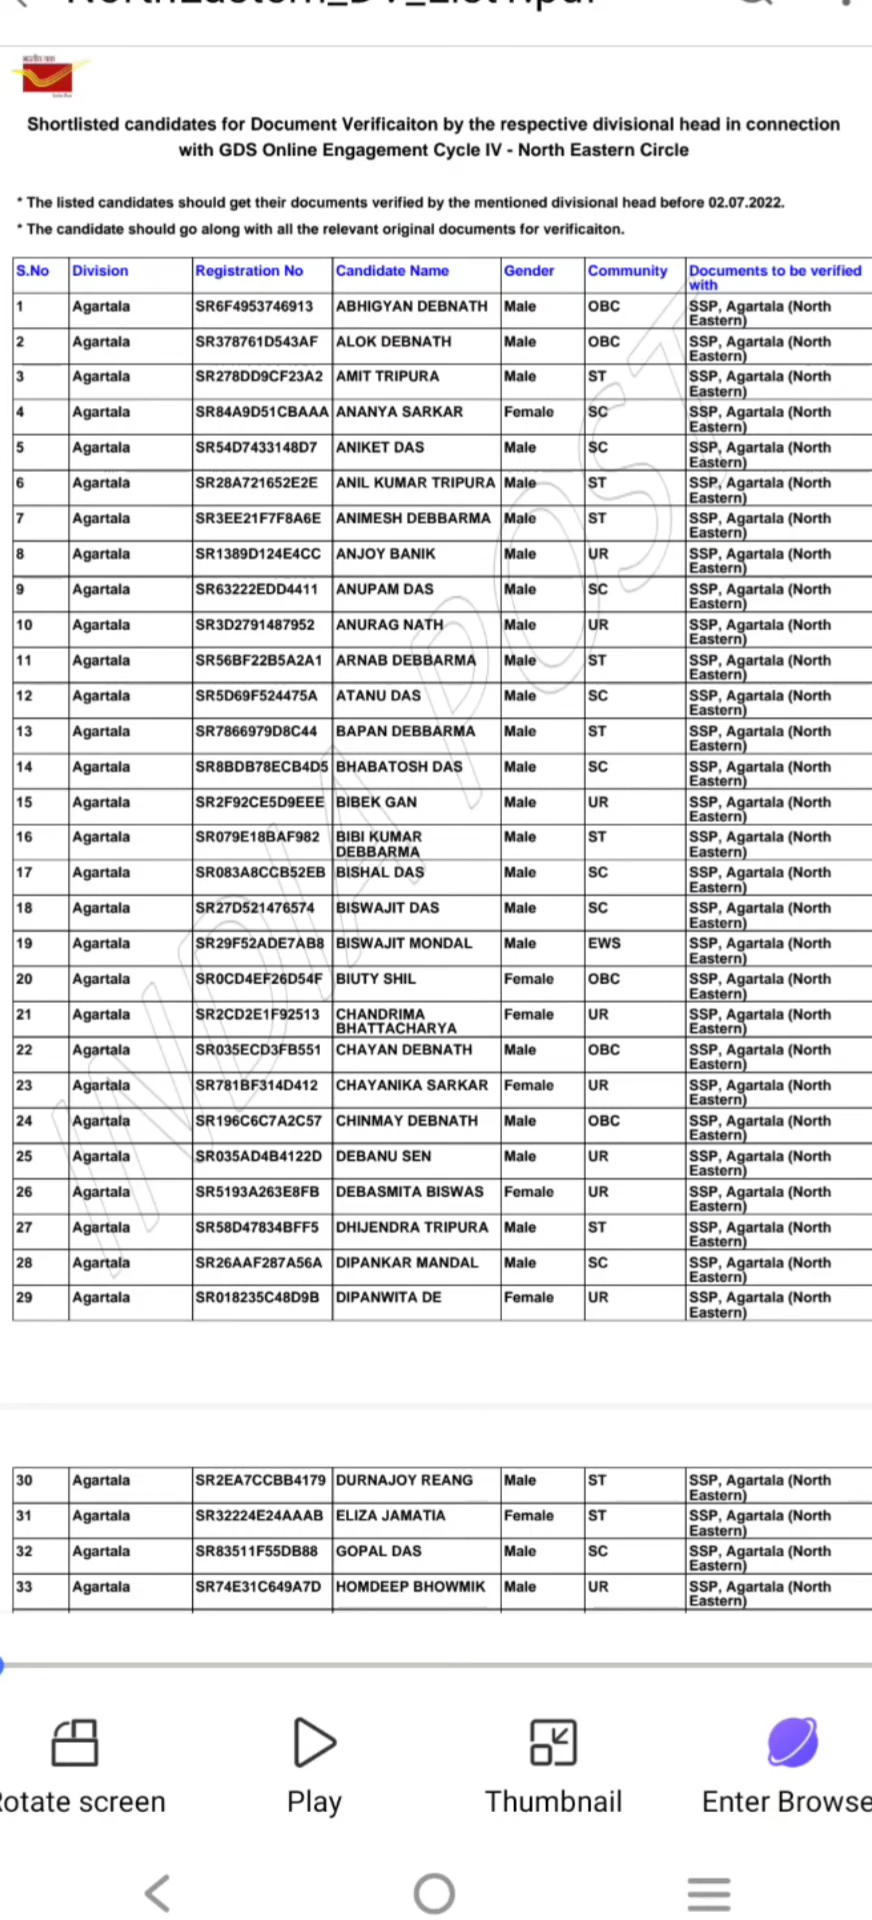 Shortlisted candidates for Document Verificaiton by the respective divisional head in connection
with GDS Online Engagement Cycle IV - North Eastern Circle
* The listed candidates should get their documents verified by the mentioned divisional head before 02.07.2022.
* The candidate should go along with all the relevant original documents for verificaiton.
S.No Division Registration No Candidate Name Gender Community Documents to be verified
with
1 Agartala SR6F4953746913 ABHIGYAN DEBNATH Male OBC SSP, Agartala (North
Eastern)
2 Agartala SR378761D543AF ALOK DEBNATH Male OBC SSP, Agartala (North
Eastern)
3 Agartala SR278DD9CF23A2 AMIT TRIPURA Male ST SSP, Agartala (North
Eastern)
4 Agartala SR84A9D51CBAAA ANANYA SARKAR Female SC SSP, Agartala (North
Eastern)
5 Agartala SR54D7433148D7 ANIKET DAS Male SC SSP, Agartala (North
Eastern)
6 Agartala SR28A721652E2E ANIL KUMAR TRIPURA Male ST SSP, Agartala (North
Eastern)
7 Agartala SR3EE21F7F8A6E ANIMESH DEBBARMA Male ST SSP, Agartala (North
Eastern)
8 Agartala SR1389D124E4CC ANJOY BANIK Male UR SSP, Agartala (North
Eastern)
9 Agartala SR63222EDD4411 ANUPAM DAS Male SC SSP, Agartala (North
Eastern)
10 Agartala SR3D2791487952 ANURAG NATH Male UR SSP, Agartala (North
Eastern)
11 Agartala SR56BF22B5A2A1 ARNAB DEBBARMA Male ST SSP, Agartala (North
Eastern)
12 Agartala SR5D69F524475A ATANU DAS Male SC SSP, Agartala (North
Eastern)
13 Agartala SR7866979D8C44 BAPAN DEBBARMA Male ST SSP, Agartala (North
Eastern)
14 Agartala SR8BDB78ECB4D5 BHABATOSH DAS Male SC SSP, Agartala (North
Eastern)
15 Agartala SR2F92CE5D9EEE BIBEK GAN Male UR SSP, Agartala (North
Eastern)
16 Agartala SR079E18BAF982 BIBI KUMAR Male ST SSP, Agartala (North
DEBBARMA Eastern)
17 Agartala SR083A8CCB52EB BISHAL DAS Male SC SSP, Agartala (North
Eastern)
18 Agartala SR27D521476574 BISWAJIT DAS Male SC SSP, Agartala (North
Eastern)
19 Agartala SR29F52ADE7AB8 BISWAJIT MONDAL Male EWS SSP, Agartala (North
Eastern)
20 Agartala SR0CD4EF26D54F BIUTY SHIL Female OBC SSP, Agartala (North
Eastern)
21 Agartala SR2CD2E1F92513 CHANDRIMA Female UR SSP, Agartala (North
BHATTACHARYA Eastern)
22 Agartala SR035ECD3FB551 CHAYAN DEBNATH Male OBC SSP, Agartala (North
Eastern)
23 Agartala SR781BF314D412 CHAYANIKA SARKAR Female UR SSP, Agartala (North
Eastern)
24 Agartala SR196C6C7A2C57 CHINMAY DEBNATH Male OBC SSP, Agartala (North
Eastern)
25 Agartala SR035AD4B4122D DEBANU SEN Male UR SSP, Agartala (North
Eastern)
26 Agartala SR5193A263E8FB DEBASMITA BISWAS Female UR SSP, Agartala (North
Eastern)
27 Agartala SR58D47834BFF5 DHIJENDRA TRIPURA Male ST SSP, Agartala (North
Eastern)
28 Agartala SR26AAF287A56A DIPANKAR MANDAL Male SC SSP, Agartala (North
Eastern)
29 Agartala SR018235C48D9B DIPANWITA DE Female UR SSP, Agartala (North
Eastern)
INDIA POST
30 Agartala SR2EA7CCBB4179 DURNAJOY REANG Male ST SSP, Agartala (North
Eastern)
31 Agartala SR32224E24AAAB ELIZA JAMATIA Female ST SSP, Agartala (North
Eastern)
32 Agartala SR83511F55DB88 GOPAL DAS Male SC SSP, Agartala (North
Eastern)
33 Agartala SR74E31C649A7D HOMDEEP BHOWMIK Male UR SSP, Agartala (North
Eastern)
otate screen Play Thumbnail Enter Browse